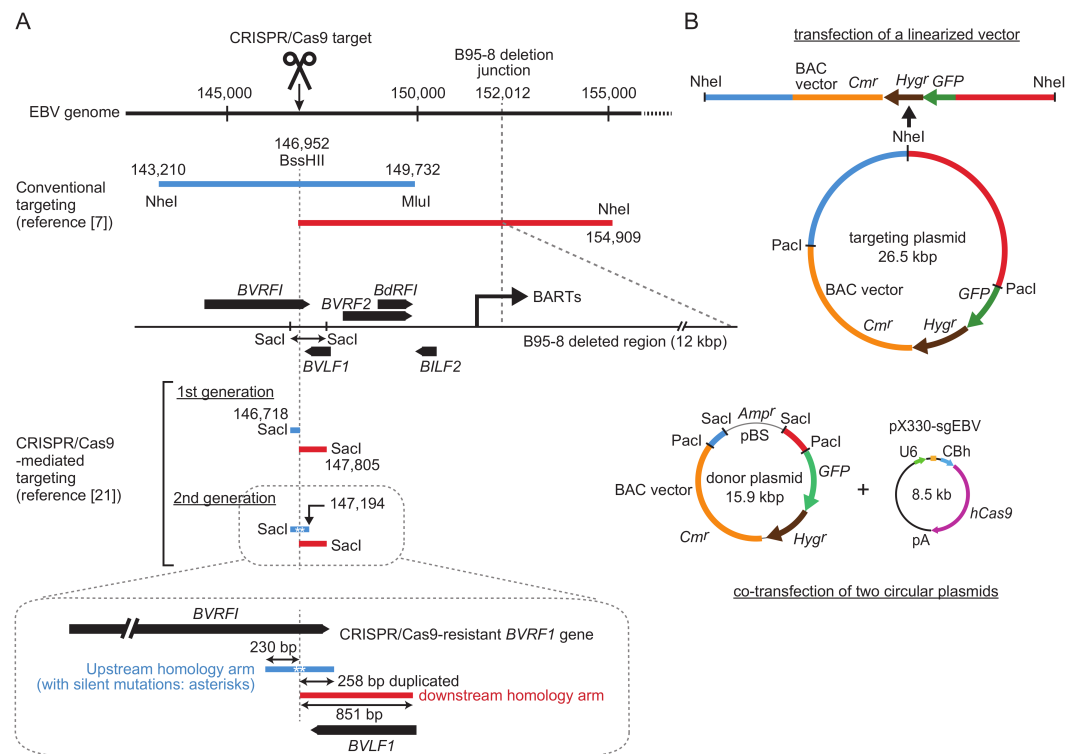 A
CRISPR/Cas9 target
B95-8 deletion
junction
145,000
150,000
152,012
155,000
EBV genome
146,952
BssHII
143,210
149,732
NheI
MluI
Conventional
targeting
(reference [7])
NheI
154,909
BVRFI
BVRF2
BdRFI
BARTs
SacI
SacI
B95-8 deleted region (12 kbp)
BVLF1
BILF2
1st generation
146,718
SacI
SacI
147,805
CRISPR/Cas9
-mediated
targeting
(reference [21])
2nd generation
147,194
SacI
**
SacI
BVRFI
CRISPR/Cas9-resistant BVRF1 gene
230 bp
**
Upstream homology arm
(with silent mutations: asterisks)
258 bp duplicated
downstream homology arm
851 bp
BVLF1
B
transfection of a linearized vector
NheI
BAC
vector
Cmr
Hygr
GFP
NheI
NheI
PacI
targeting plasmid
26.5 kbp
PacI
BAC vector
GFP
Cmr
Hygr
SacI
Ampr
SacI
pBS
PacI
PacI
GFP
BAC vector
donor plasmid
15.9 kbp
Cmr
Hygr
+
pX330-sgEBV
U6
CBh
8.5 kb
hCas9
pA
co-transfection of two circular plasmids